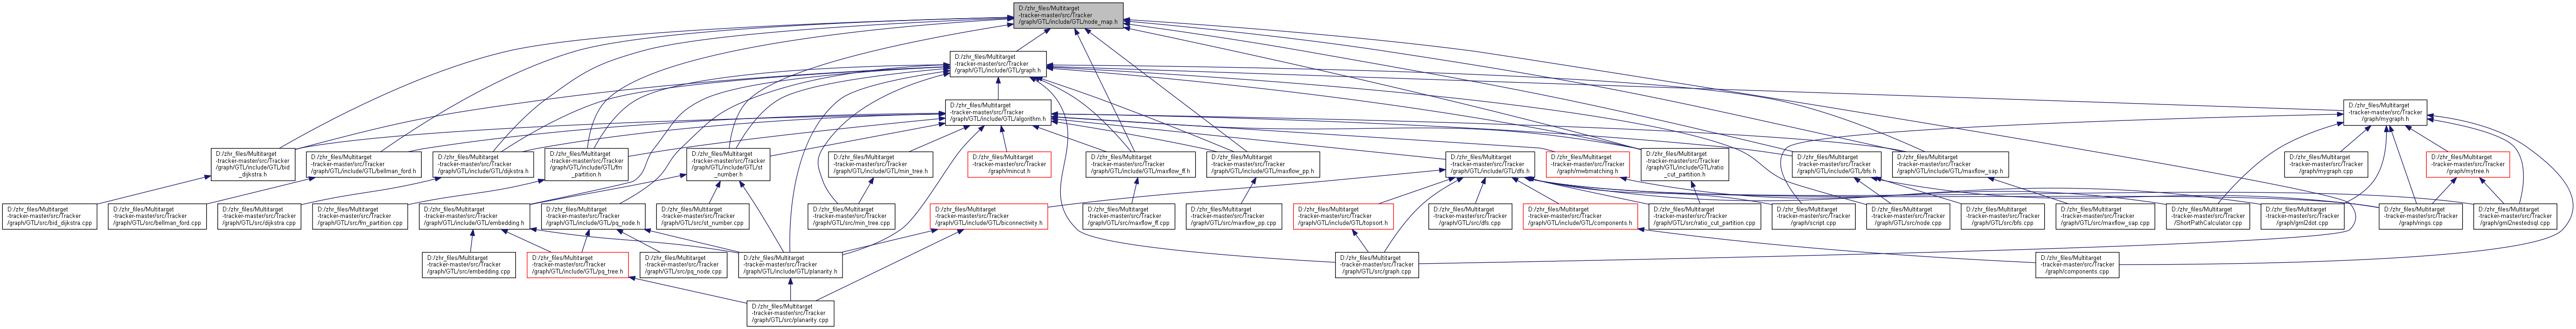 D:/zhr_files/Multitarget
-tracker-master/src/Tracker
/graph/GTL/include/GTL/node_map.h
D:/zhr_files/Multitarget
-tracker-master/src/Tracker
/graph/GTL/include/GTL/graph.h
D:/zhr_files/Multitarget
-tracker-master/src/Tracker
/graph/GTL/include/GTL/algorithm.h
D:/zhr_files/Multitarget
-tracker-master/src/Tracker
/graph/mygraph.h
D:/zhr_files/Multitarget
-tracker-master/src/Tracker
/graph/GTL/include/GTL/bid
_dijkstra.h
D:/zhr_files/Multitarget
-tracker-master/src/Tracker
/graph/GTL/include/GTL/bellman_ford.h
D:/zhr_files/Multitarget
-tracker-master/src/Tracker
/graph/GTL/include/GTL/dijkstra.h
D:/zhr_files/Multitarget
-tracker-master/src/Tracker
/graph/GTL/include/GTL/fm
_partition.h
D:/zhr_files/Multitarget
-tracker-master/src/Tracker
/graph/GTL/include/GTL/st
_number.h
D:/zhr_files/Multitarget
-tracker-master/src/Tracker
/graph/GTL/include/GTL/min_tree.h
D:/zhr_files/Multitarget
-tracker-master/src/Tracker
/graph/mincut.h
D:/zhr_files/Multitarget
-tracker-master/src/Tracker
/graph/GTL/include/GTL/maxflow_ff.h
D:/zhr_files/Multitarget
-tracker-master/src/Tracker
/graph/GTL/include/GTL/maxflow_pp.h
D:/zhr_files/Multitarget
-tracker-master/src/Tracker
/graph/GTL/include/GTL/dfs.h
D:/zhr_files/Multitarget
-tracker-master/src/Tracker
/graph/mwbmatching.h
D:/zhr_files/Multitarget
-tracker-master/src/Tracker
/graph/GTL/include/GTL/ratio
_cut_partition.h
D:/zhr_files/Multitarget
-tracker-master/src/Tracker
/graph/GTL/include/GTL/bfs.h
D:/zhr_files/Multitarget
-tracker-master/src/Tracker
/graph/GTL/include/GTL/maxflow_sap.h
D:/zhr_files/Multitarget
-tracker-master/src/Tracker
/graph/mygraph.cpp
D:/zhr_files/Multitarget
-tracker-master/src/Tracker
/graph/mytree.h
D:/zhr_files/Multitarget
-tracker-master/src/Tracker
/graph/GTL/src/bid_dijkstra.cpp
D:/zhr_files/Multitarget
-tracker-master/src/Tracker
/graph/GTL/src/bellman_ford.cpp
D:/zhr_files/Multitarget
-tracker-master/src/Tracker
/graph/GTL/src/dijkstra.cpp
D:/zhr_files/Multitarget
-tracker-master/src/Tracker
/graph/GTL/src/fm_partition.cpp
D:/zhr_files/Multitarget
-tracker-master/src/Tracker
/graph/GTL/include/GTL/embedding.h
D:/zhr_files/Multitarget
-tracker-master/src/Tracker
/graph/GTL/include/GTL/pq_node.h
D:/zhr_files/Multitarget
-tracker-master/src/Tracker
/graph/GTL/src/st_number.cpp
D:/zhr_files/Multitarget
-tracker-master/src/Tracker
/graph/GTL/src/min_tree.cpp
D:/zhr_files/Multitarget
-tracker-master/src/Tracker
/graph/GTL/include/GTL/biconnectivity.h
D:/zhr_files/Multitarget
-tracker-master/src/Tracker
/graph/GTL/src/maxflow_ff.cpp
D:/zhr_files/Multitarget
-tracker-master/src/Tracker
/graph/GTL/src/maxflow_pp.cpp
D:/zhr_files/Multitarget
-tracker-master/src/Tracker
/graph/GTL/include/GTL/topsort.h
D:/zhr_files/Multitarget
-tracker-master/src/Tracker
/graph/GTL/src/dfs.cpp
D:/zhr_files/Multitarget
-tracker-master/src/Tracker
/graph/GTL/include/GTL/components.h
D:/zhr_files/Multitarget
-tracker-master/src/Tracker
/graph/GTL/src/ratio_cut_partition.cpp
D:/zhr_files/Multitarget
-tracker-master/src/Tracker
/graph/script.cpp
D:/zhr_files/Multitarget
-tracker-master/src/Tracker
/graph/GTL/src/node.cpp
D:/zhr_files/Multitarget
-tracker-master/src/Tracker
/graph/GTL/src/bfs.cpp
D:/zhr_files/Multitarget
-tracker-master/src/Tracker
/graph/GTL/src/maxflow_sap.cpp
D:/zhr_files/Multitarget
-tracker-master/src/Tracker
/ShortPathCalculator.cpp
D:/zhr_files/Multitarget
-tracker-master/src/Tracker
/graph/gml2dot.cpp
D:/zhr_files/Multitarget
-tracker-master/src/Tracker
/graph/mgs.cpp
D:/zhr_files/Multitarget
-tracker-master/src/Tracker
/graph/gml2nestedsql.cpp
D:/zhr_files/Multitarget
-tracker-master/src/Tracker
/graph/GTL/src/embedding.cpp
D:/zhr_files/Multitarget
-tracker-master/src/Tracker
/graph/GTL/include/GTL/pq_tree.h
D:/zhr_files/Multitarget
-tracker-master/src/Tracker
/graph/GTL/src/pq_node.cpp
D:/zhr_files/Multitarget
-tracker-master/src/Tracker
/graph/GTL/include/GTL/planarity.h
D:/zhr_files/Multitarget
-tracker-master/src/Tracker
/graph/GTL/src/graph.cpp
D:/zhr_files/Multitarget
-tracker-master/src/Tracker
/graph/components.cpp
D:/zhr_files/Multitarget
-tracker-master/src/Tracker
/graph/GTL/src/planarity.cpp